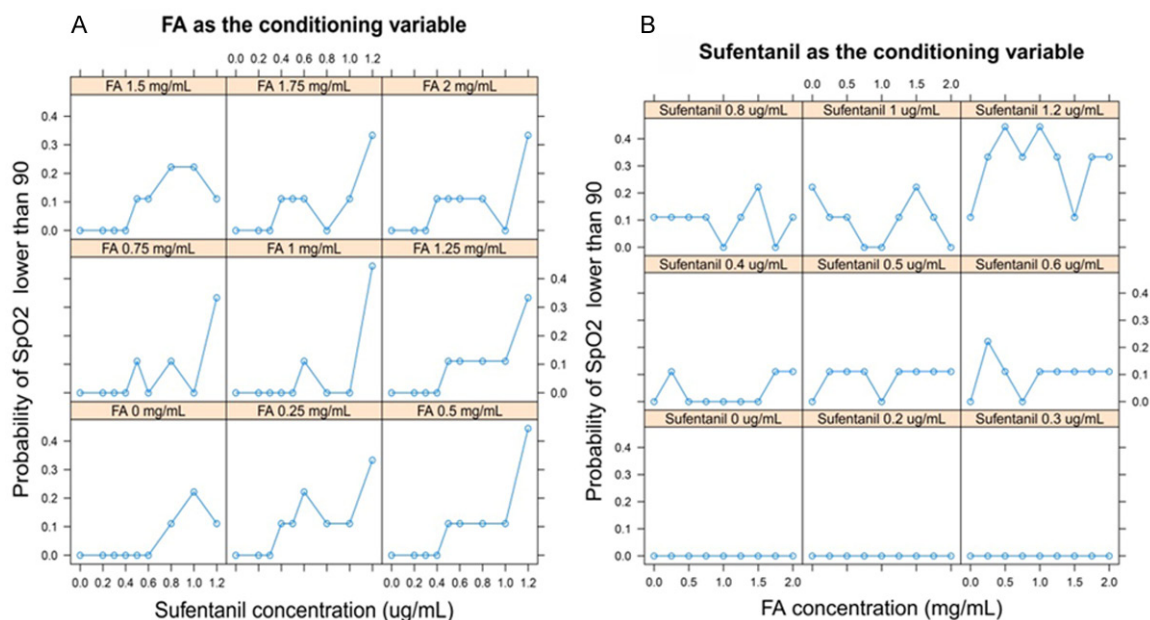 A
FA as the conditioning variable
0.0 0.2 0.4 0.6 0.8 1.0 1.2
FA 1.5 mg/mL
FA 1.75 mg/mL
FA 2 mg/mL
0.4
0.3
0.2
0.1
0.0
FA 0.75 mg/mL
FA 1 mg/mL
FA 1.25 mg/mL
0.4
0.3
0.2
0.1
0.0
FA 0 mg/mL
FA 0.25 mg/mL
FA 0.5 mg/mL
0.4
0.3
0.2
0.1
0.0
0.0 0.2 0.4 0.6 0.8 1.0 1.2
0.0 0.2 0.4 0.6 0.8 1.0 1.2
Probability of SpO2 lower than 90
Sufentanil concentration (ug/mL)
B
Sufentanil as the conditioning variable
0.0 0.5 1.0 1.5 2.0
Sufentanil 0.8 ug/mL
Sufentanil 1 ug/mL
Sufentanil 1.2 ug/mL
0.4
0.3
0.2
0.1
0.0
Sufentanil 0.4 ug/mL
Sufentanil 0.5 ug/mL
Sufentanil 0.6 ug/mL
0.4
0.3
0.2
0.1
0.0
Sufentanil 0 ug/mL
Sufentanil 0.2 ug/mL
Sufentanil 0.3 ug/mL
0.4
0.3
0.2
0.1
0.0
0.0 0.5 1.0 1.5 2.0
0.0 0.5 1.0 1.5 2.0
Probability of SpO2 lower than 90
FA concentration (mg/mL)